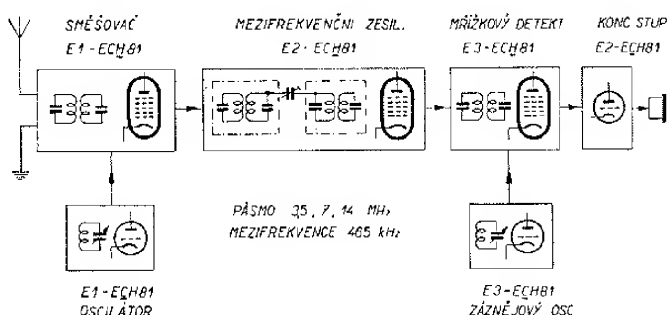 SMĚŠOVAČ
E1-ECH81
MEZIFREKVENČNÍ ZESIL.
E2-ECH81
MŘÍŽKOVÝ DETEKT
E3-ECH81
KONC STUP
E2-ECH81
PÁSMO 3,5, 7, 14 MHz
MEZIFREKVENCE 465 kHz
E1-ECH81
OSCILÁTOR
E3-ECH81
ZÁZNĚJOVÝ OSC